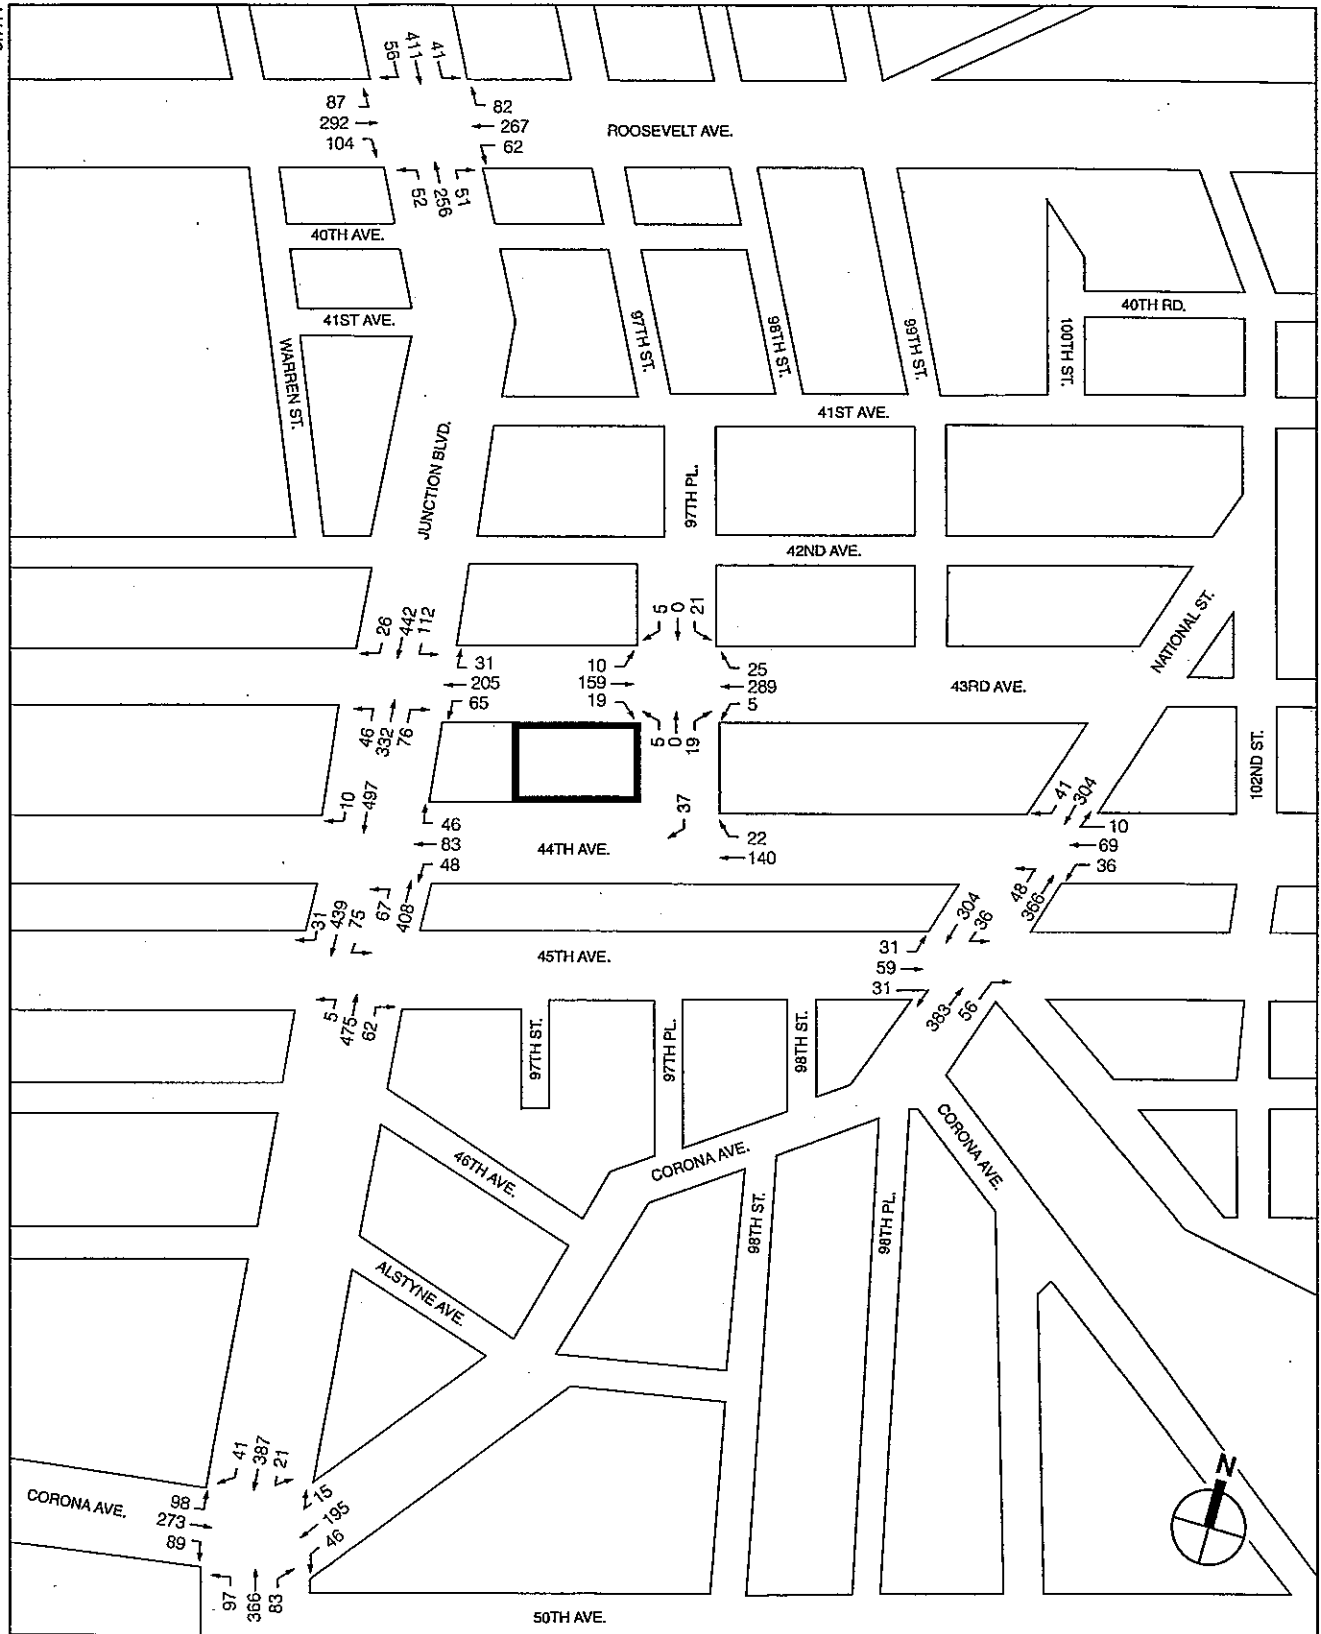 56
411
41
87
292
104
82
267
62
ROOSEVELT AVE.
52
256
51
40TH AVE.
41ST AVE.
WARREN ST.
JUNCTION BLVD.
97TH ST.
98TH ST.
99TH ST.
100TH ST.
40TH RD.
41ST AVE.
97TH PL.
42ND AVE.
NATIONAL ST.
26
442
112
31
205
65
5
0
21
10
159
19
25
289
5
43RD AVE.
46
332
76
5
0
19
102ND ST.
10
497
46
83
48
44TH AVE.
37
22
140
41
304
10
69
36
67
408
48
366
31
439
75
45TH AVE.
304
36
31
59
31
5
475
62
383
56
97TH ST.
97TH PL.
98TH ST.
46TH AVE.
CORONA AVE.
CORONA AVE.
98TH ST.
98TH PL.
ALSTYNE AVE.
41
387
21
CORONA AVE.
98
273
89
15
195
46
97
366
83
50TH AVE.
N